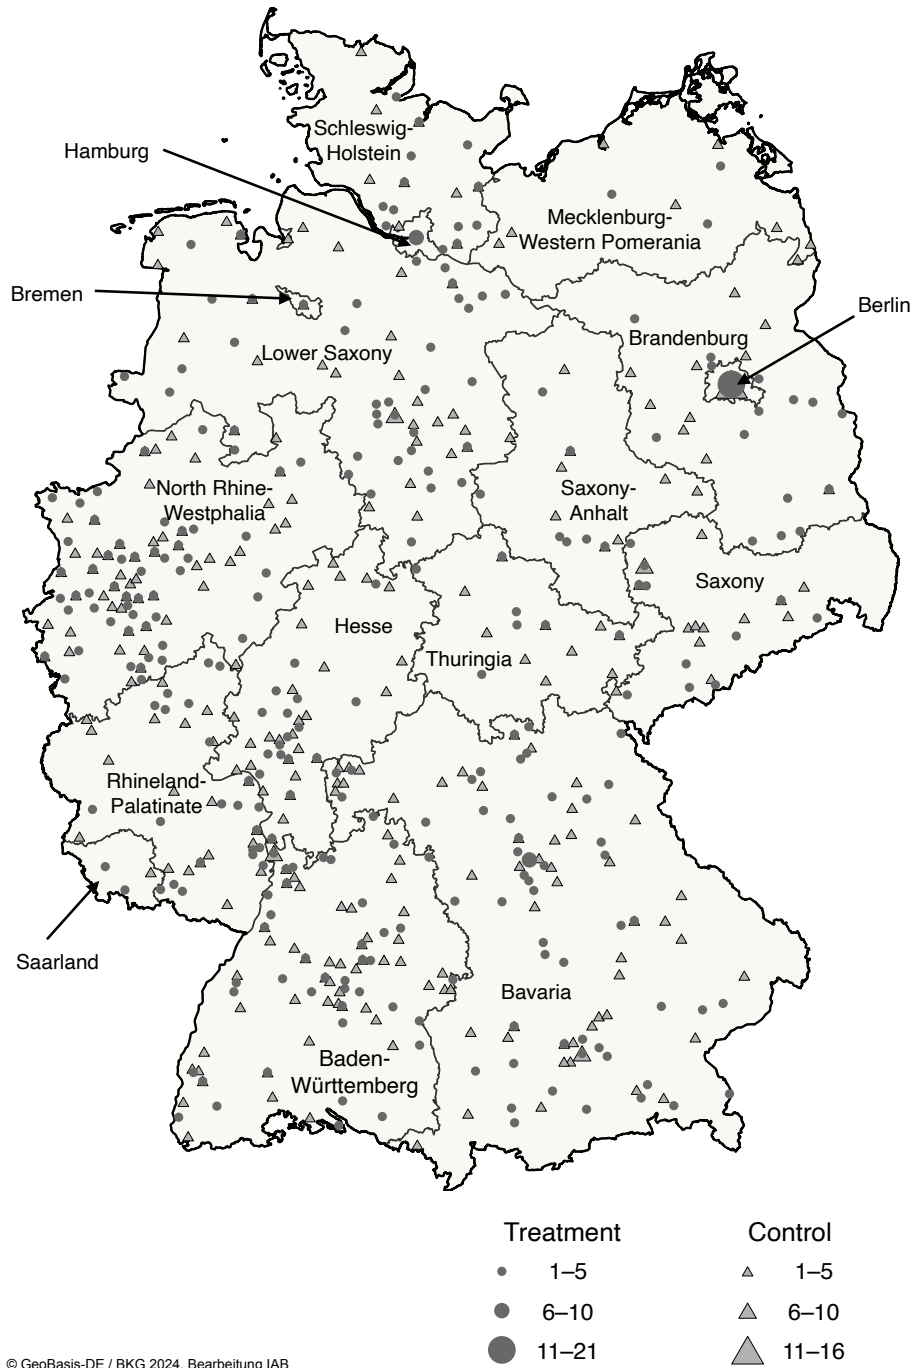 Schleswig-
Holstein
Hamburg
Mecklenburg-
Western Pomerania
Bremen
Berlin
Brandenburg
Lower Saxony
North Rhine-
Westphalia
Saxony-
Anhalt
Saxony
Hesse
Thuringia
Rhineland-
Palatinate
Saarland
Bavaria
Baden-
Württemberg
Treatment
Control
1–5
1–5
6–10
6–10
11–21
11–16
© GeoBasis-DE / BKG 2024, Bearbeitung IAB